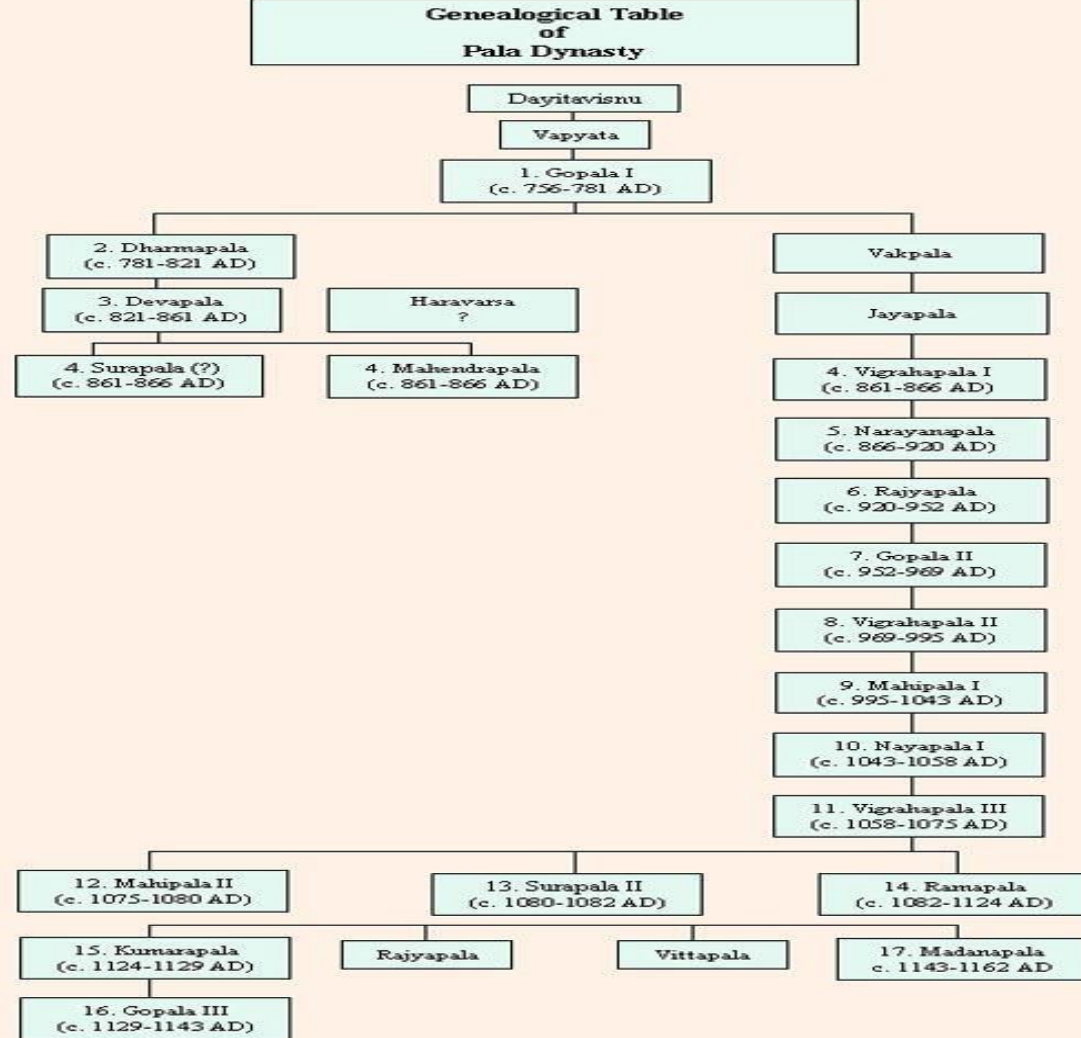 Genealogical Table
of
Pala Dynasty
Dayitavisnu
Vapyata
1. Gopala I
(c. 756-781 AD)
2. Dharmapala
(c. 781-821 AD)
Vakpala
3. Devapala
(c. 821-861 AD)
Haravarsa
?
Jayapala
4. Surapala (?)
(c. 861-866 AD)
4. Mahendrapala
(c. 861-866 AD)
4. Vigrahapala I
(c. 861-866 AD)
5. Narayanapala
(c. 866-920 AD)
6. Rajyapala
(c. 920-952 AD)
7. Gopala II
(c. 952-969 AD)
8. Vigrahapala II
(c. 969-995 AD)
9. Mahipala I
(c. 995-1043 AD)
10. Nayapala I
(c. 1043-1058 AD)
11. Vigrahapala III
(c. 1058-1075 AD)
12. Mahipala II
(c. 1075-1080 AD)
13. Surapala II
(c. 1080-1082 AD)
14. Ramapala
(c. 1082-1124 AD)
15. Kumarapala
(c. 1124-1129 AD)
Rajyapala
Vittapala
17. Madanapala
c. 1143-1162 AD
16. Gopala III
(c. 1129-1143 AD)